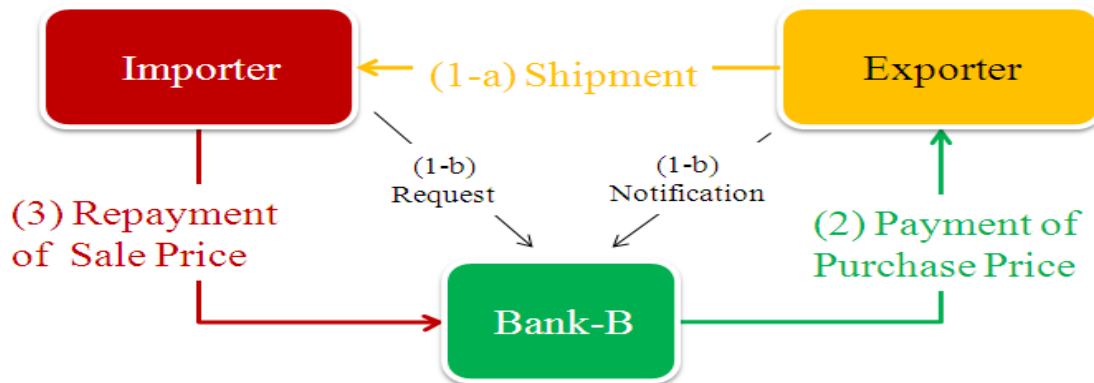 Importer
(1-a) Shipment
Exporter
(1-b)
Request
(1-b)
Notification
(3) Repayment
of Sale Price
(2) Payment of
Purchase Price
Bank-B